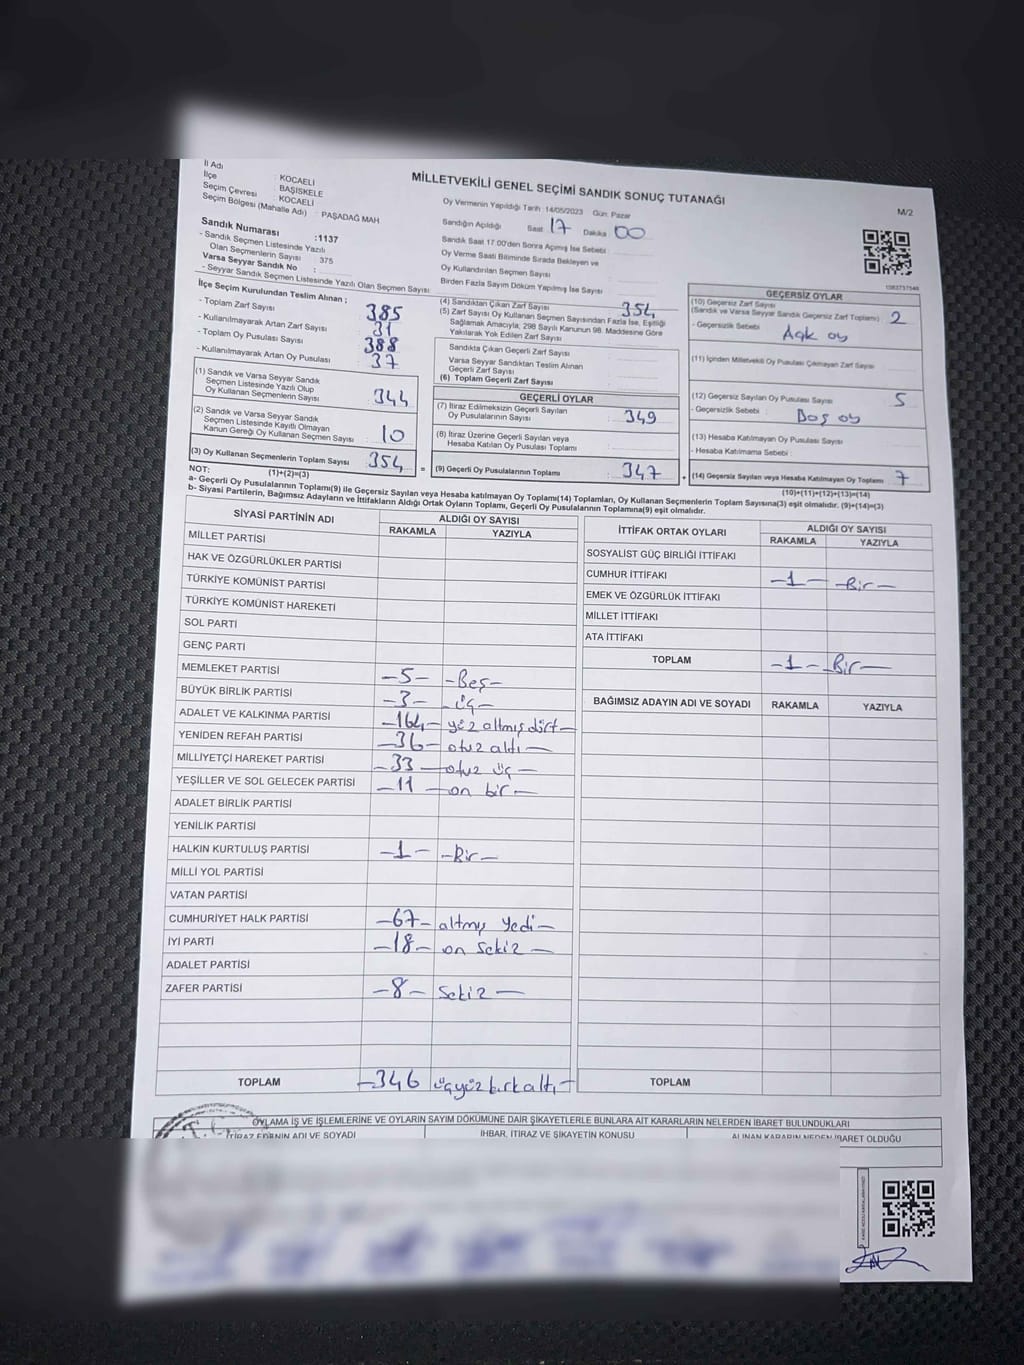 İl Adı
İlçe : KOCAELİ
Seçim Çevresi : BAŞİSKELE
Seçim Bölgesi (Mahalle Adı) : KOCAELİ
: PAŞADAĞ MAH
Sandık Numarası :1137
- Sandık Seçmen Listesinde Yazılı
Olan Seçmenlerin Sayısı : 375
Varsa Seyyar Sandık No :
- Seyyar Sandık Seçmen Listesinde Yazılı Olan Seçmen Sayısı:
MİLLETVEKİLİ GENEL SEÇİMİ SANDIK SONUÇ TUTANAĞI
M/2
Oy Vermenin Yapıldığı Tarih :14/05/2023 Gün: Pazar
Sandığın Açıldığı Saat : 17 Dakika 00
Sandık Saat 17.00'den Sonra Açımış İse Sebebi :
Oy Verme Saati Bitiminde Sırada Bekleyen ve
Oy Kullandırılan Seçmen Sayısı
Birden Fazla Sayım Döküm Yapılmış İse Sayısı
İlçe Seçim Kurulundan Teslim Alınan ;
- Toplam Zarf Sayısı : 385
- Kullanılmayarak Artan Zarf Sayısı : 31
- Toplam Oy Pusulası Sayısı : 388
- Kullanılmayarak Artan Oy Pusulası : 37
(1) Sandık ve Varsa Seyyar Sandık
Seçmen Listesinde Yazılı Olup
Oy Kullanan Seçmenlerin Sayısı : 344
(2) Sandık ve Varsa Seyyar Sandık
Seçmen Listesinde Kayıtlı Olmayan
Kanun Gereği Oy Kullanan Seçmen Sayısı : 10
(3) Oy Kullanan Seçmenlerin Toplam Sayısı : 354
(1)+(2)=(3)
(4) Sandıktan Çıkan Zarf Sayısı : 354
(5) Zarf Sayısı Oy Kullanan Seçmen Sayısından Fazla İse, Eşitliği
Sağlamak Amacıyla; 298 Sayılı Kanunun 98. Maddesine Göre
Yakılarak Yok Edilen Zarf Sayısı :
Sandıkta Çıkan Geçerli Zarf Sayısı :
Varsa Seyyar Sandıktan Teslim Alınan
Geçerli Zarf Sayısı
(6) Toplam Geçerli Zarf Sayısı
GEÇERLİ OYLAR
(7) İtiraz Edilmeksizin Geçerli Sayılan
Oy Pusulalarının Sayısı : 349
(8) İtiraz Üzerine Geçerli Sayılan veya
Hesaba Katılan Oy Pusulası Toplamı :
= (9) Geçerli Oy Pusulalarının Toplamı : 347 +
GEÇERSİZ OYLAR
(10) Geçersiz Zarf Sayısı
(Sandık ve Varsa Seyyar Sandık Geçersiz Zarf Toplamı) : 2
- Geçersizlik Sebebi : Açık oy
(11) İçinden Milletvekili Oy Pusulası Çıkmayan Zarf Sayısı
(12) Geçersiz Sayılan Oy Pusulası Sayısı : 5
- Geçersizlik Sebebi : Boş oy
(13) Hesaba Katılmayan Oy Pusulası Sayısı
- Hesaba Katılmama Sebebi :
(14) Geçersiz veya Hesaba Katılmayan Oy Toplamı : 7
(10)+(11)+(12)+(13)=(14)
NOT:
a- Geçerli Oy Pusulalarının Toplamı(9) ile Geçersiz Sayılan veya Hesaba katılmayan Oy Toplamı(14) Toplamları, Oy Kullanan Seçmenlerin Toplam Sayısına(3) eşit olmalıdır. (9)+(14)=(3)
b- Siyasi Partilerin, Bağımsız Adayların ve İttifakların Aldığı Ortak Oyların Toplamı, Geçerli Oy Pusulalarının Toplamına(9) eşit olmalıdır.
SİYASİ PARTİNİN ADI ALDIĞI OY SAYISI
RAKAMLA YAZIYLA
MİLLET PARTİSİ
HAK VE ÖZGÜRLÜKLER PARTİSİ
TÜRKİYE KOMÜNİST PARTİSİ
TÜRKİYE KOMÜNİST HAREKETİ
SOL PARTİ
GENÇ PARTİ
MEMLEKET PARTİSİ -5- -Beş-
BÜYÜK BİRLİK PARTİSİ -3- -üç-
ADALET VE KALKINMA PARTİSİ -164- yüz altmış dört-
YENİDEN REFAH PARTİSİ -36- otuz altı -
MİLLİYETÇİ HAREKET PARTİSİ -33- otuz üç -
YEŞİLLER VE SOL GELECEK PARTİSİ -11- on bir -
ADALET BİRLİK PARTİSİ
YENİLİK PARTİSİ
HALKIN KURTULUŞ PARTİSİ -1- -Bir-
MİLLİ YOL PARTİSİ
VATAN PARTİSİ
CUMHURİYET HALK PARTİSİ -67- altmış yedi -
İYİ PARTİ -18- on sekiz -
ADALET PARTİSİ
ZAFER PARTİSİ -8- Sekiz -
TOPLAM -346 üçyüz kırk altı -
İTTİFAK ORTAK OYLARI ALDIĞI OY SAYISI
RAKAMLA YAZIYLA
SOSYALİST GÜÇ BİRLİĞİ İTTİFAKI
CUMHUR İTTİFAKI -1- -Bir-
EMEK VE ÖZGÜRLÜK İTTİFAKI
MİLLET İTTİFAKI
ATA İTTİFAKI
TOPLAM -1- -Bir-
BAĞIMSIZ ADAYIN ADI VE SOYADI RAKAMLA YAZIYLA
TOPLAM
OYLAMA İŞ VE İŞLEMLERİNE VE OYLARIN SAYIM DÖKÜMÜNE DAİR ŞİKAYETLERLE BUNLARA AİT KARARLARIN NELERDEN İBARET BULUNDUKLARI
İTİRAZ EDENİN ADI VE SOYADI İHBAR, İTİRAZ VE ŞİKAYETİN KONUSU ALINAN KARARIN NEDEN İBARET OLDUĞU
T.C.